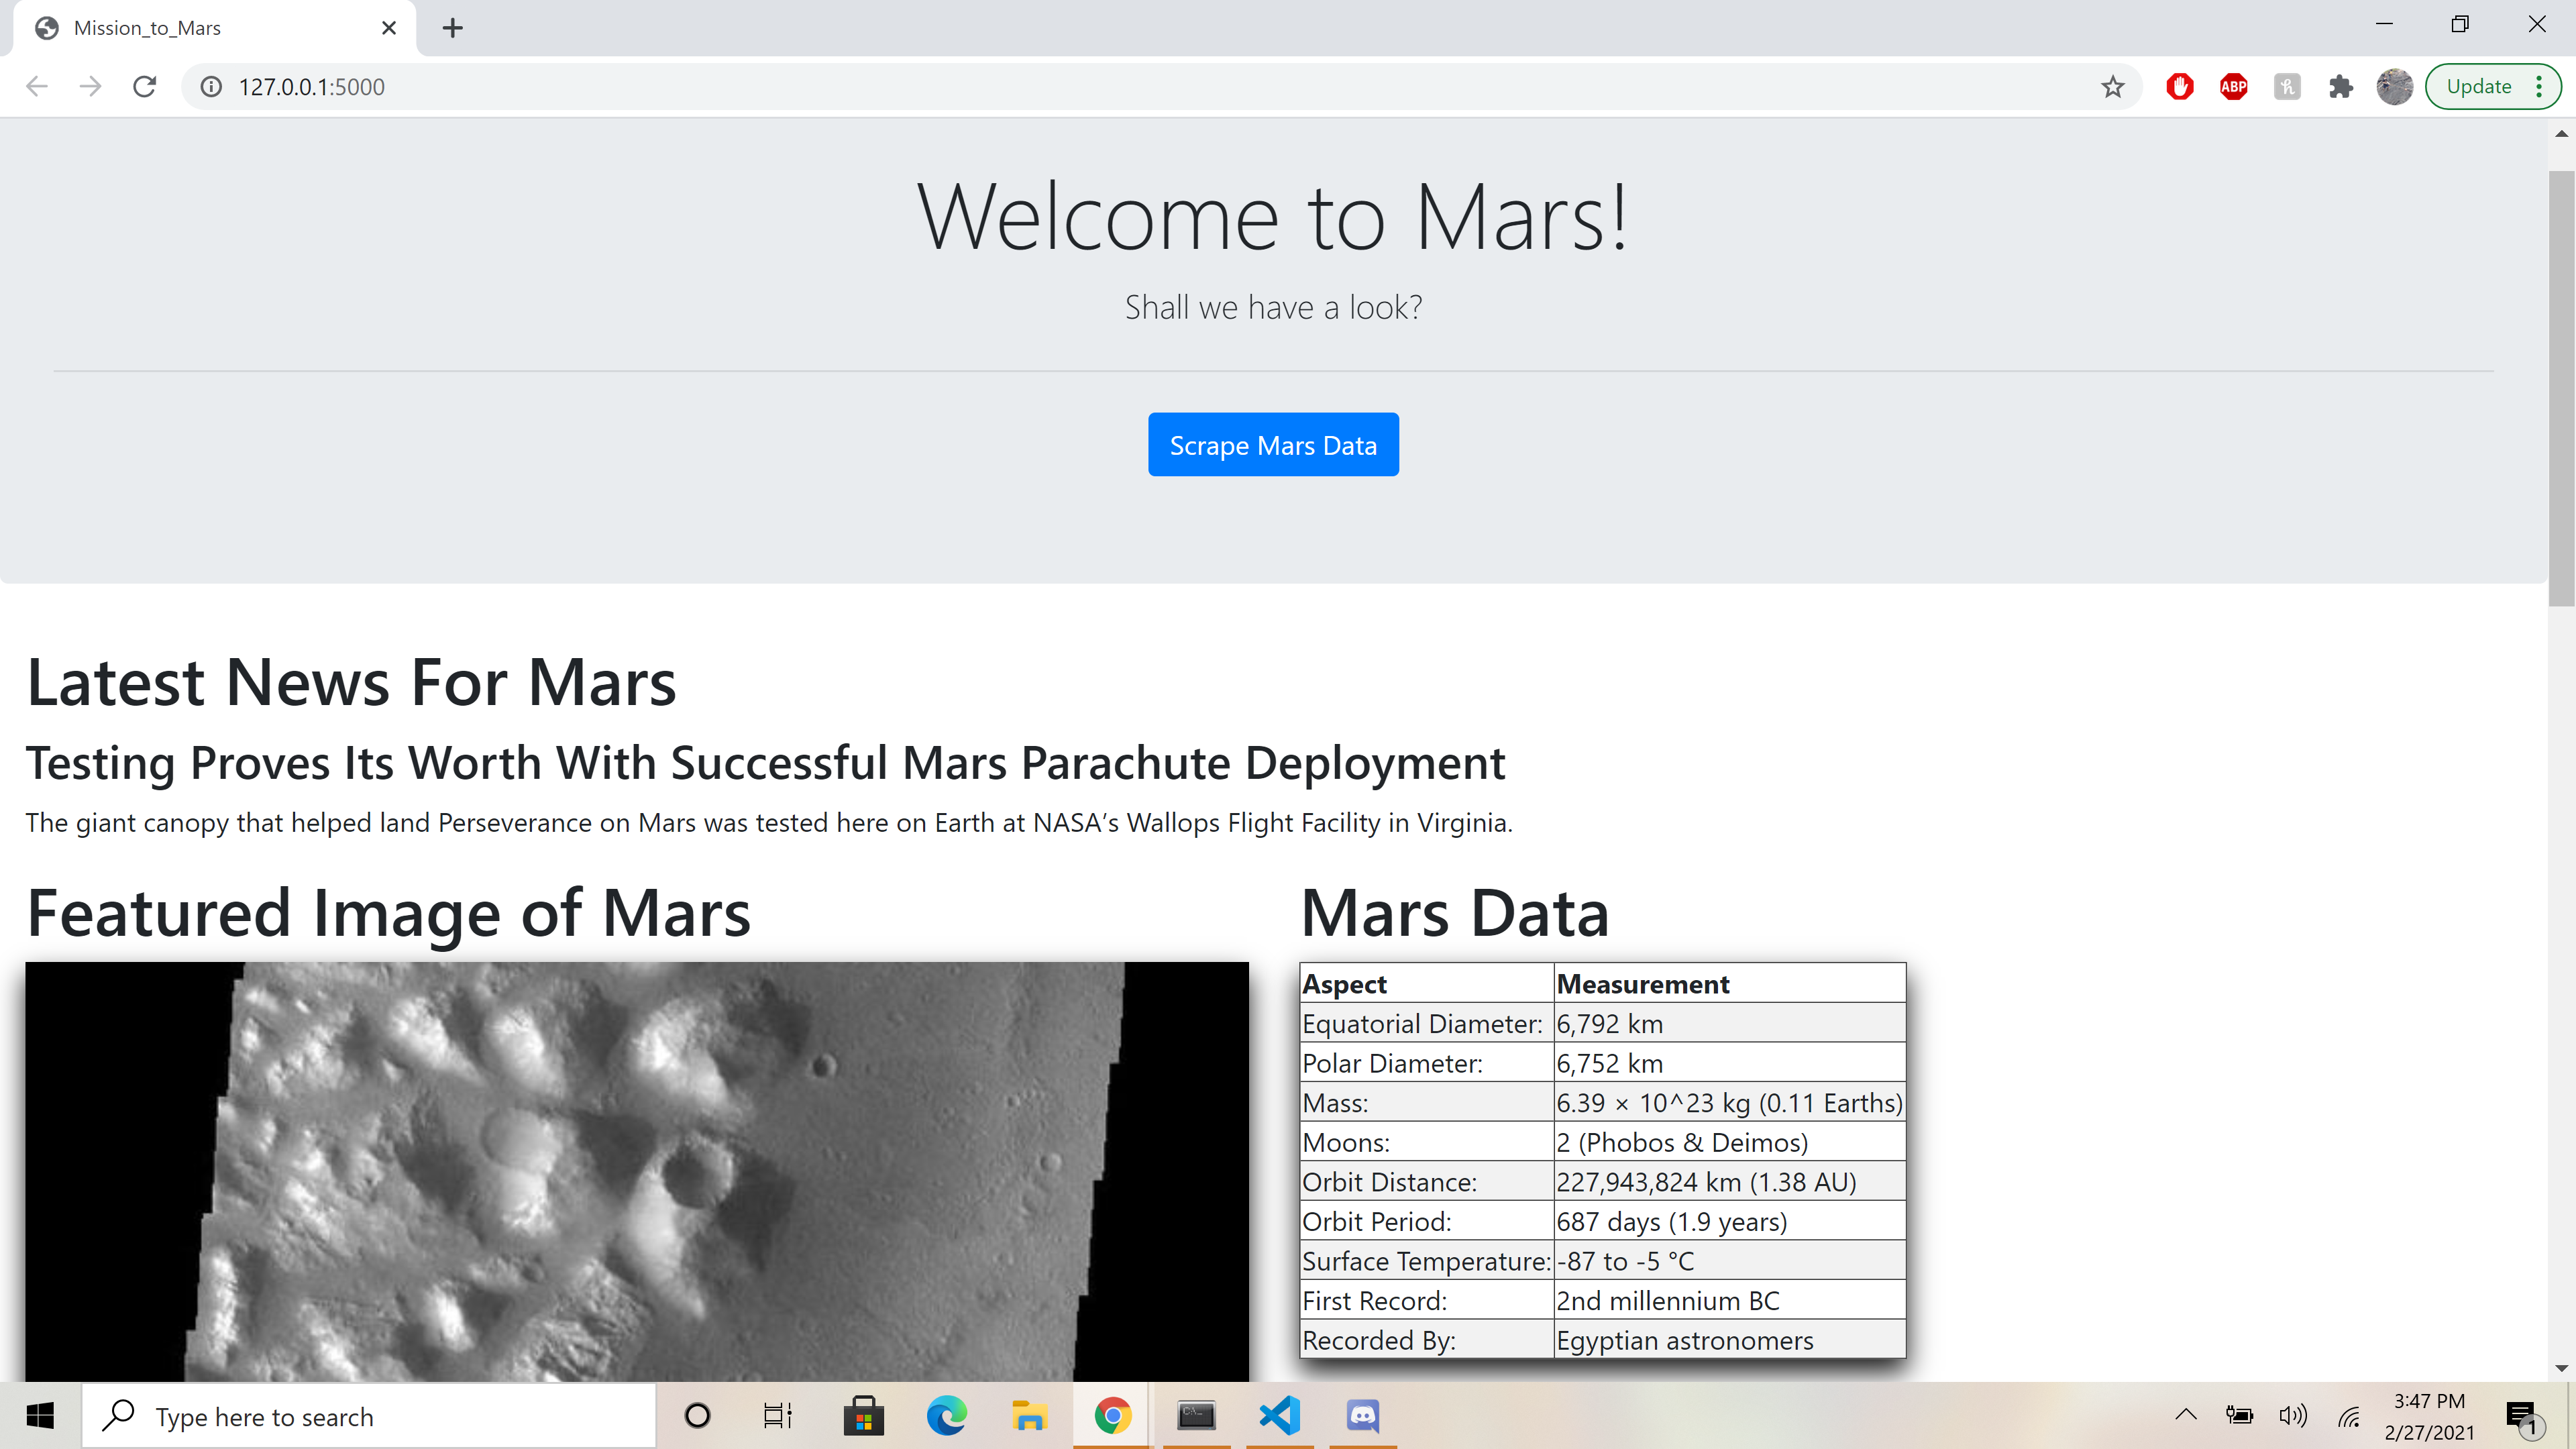 Mission_to_Mars
127.0.0.1:5000
ABP
Update
Welcome to Mars!
Shall we have a look?
Scrape Mars Data
Latest News For Mars
Testing Proves Its Worth With Successful Mars Parachute Deployment
The giant canopy that helped land Perseverance on Mars was tested here on Earth at NASA’s Wallops Flight Facility in Virginia.
Featured Image of Mars
Mars Data
Aspect Measurement
Equatorial Diameter: 6,792 km
Polar Diameter: 6,752 km
Mass: 6.39 × 10^23 kg (0.11 Earths)
Moons: 2 (Phobos & Deimos)
Orbit Distance: 227,943,824 km (1.38 AU)
Orbit Period: 687 days (1.9 years)
Surface Temperature: -87 to -5 °C
First Record: 2nd millennium BC
Recorded By: Egyptian astronomers
Type here to search
C:\_
3:47 PM
2/27/2021
1